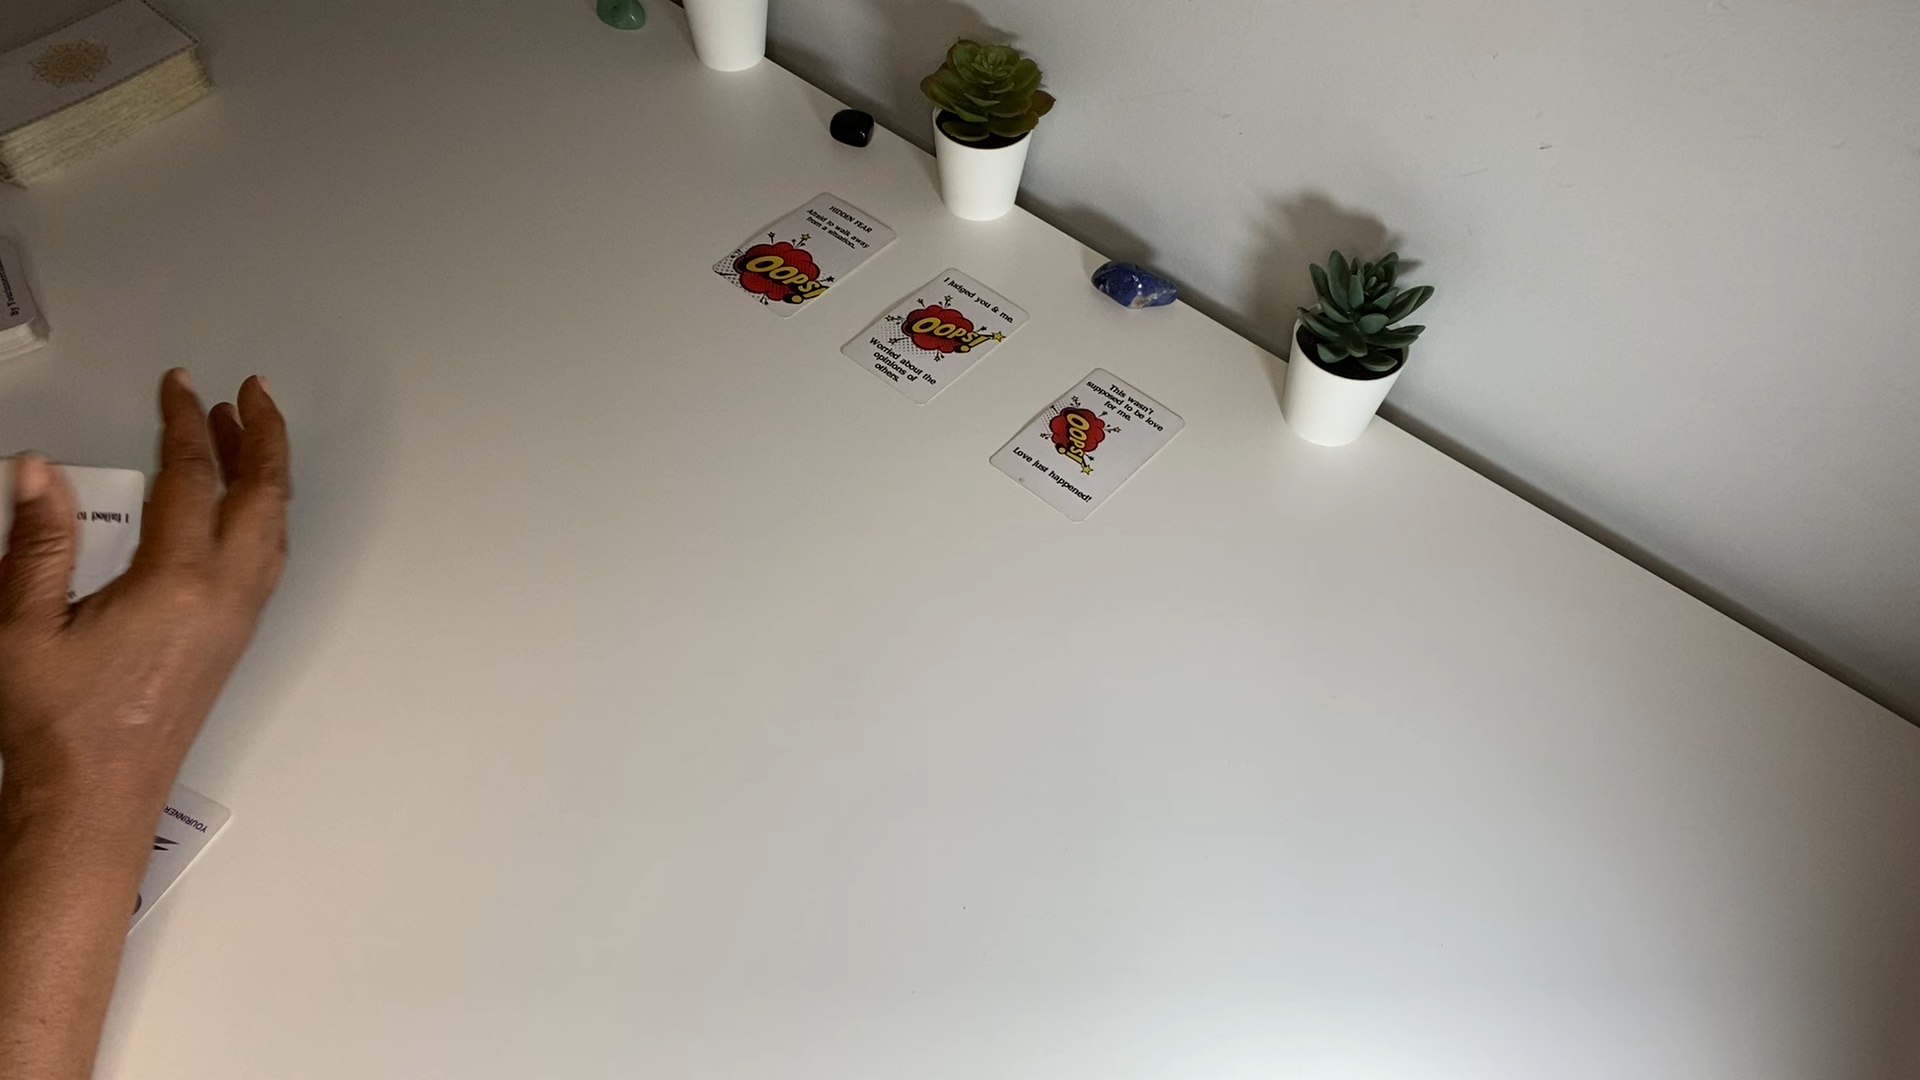 HIDDEN FEAR
Afraid to walk away
from a situation.
OOPS!
I judged you & me.
OOPS!
Worried about the
opinions of
others.
This wasn't
supposed to be love
for me.
OOPS!
Love just happened!
I failed to
YOURINNER